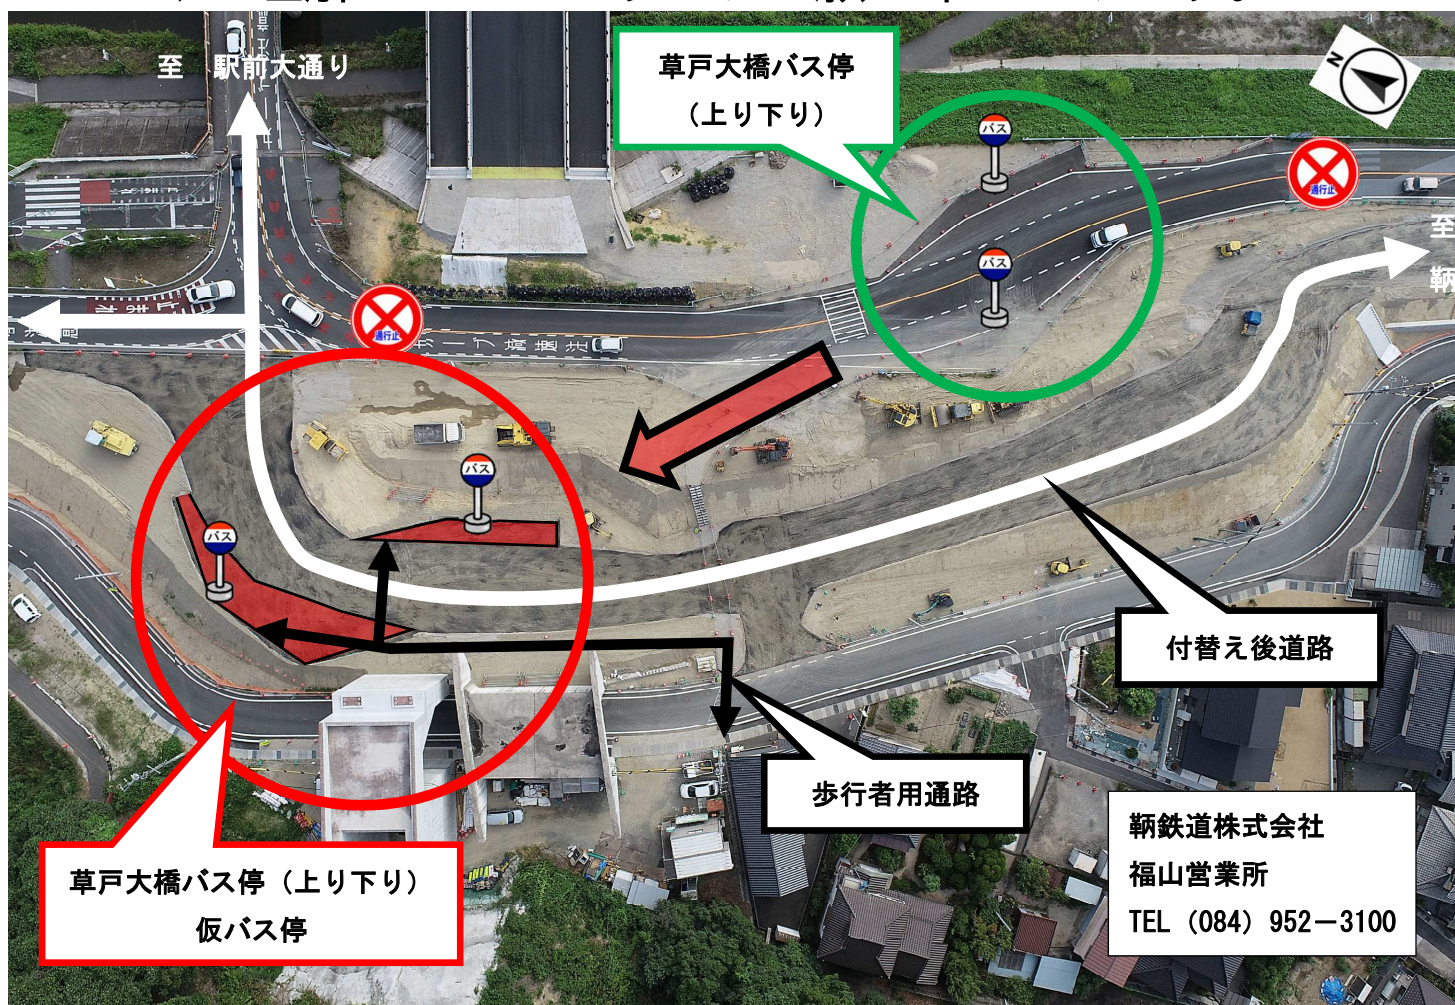 至 駅前大通り
草戸大橋バス停
（上り下り）
N
バス
通行止
バス
至
鞆
通行止
バス
バス
付替え後道路
歩行者用通路
草戸大橋バス停（上り下り）
仮バス停
鞆鉄道株式会社
福山営業所
TEL（084）952－3100